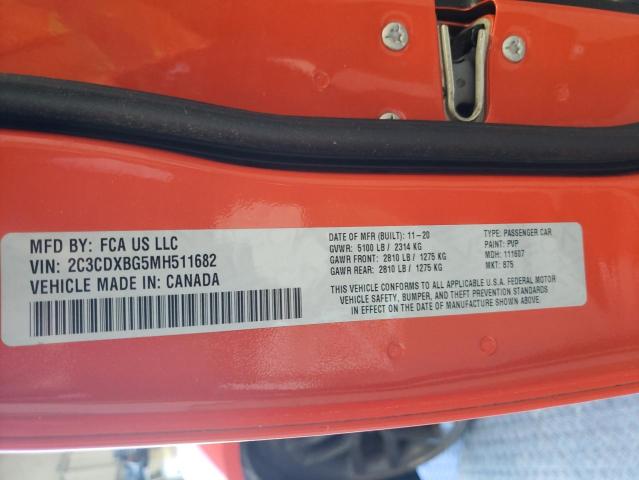 MFD BY: FCA US LLC
VIN: 2C3CDXBG5MH511682
VEHICLE MADE IN: CANADA
DATE OF MFR (BUILT): 11-20
GVWR: 5100 LB / 2314 KG
GAWR FRONT: 2810 LB / 1275 KG
GAWR REAR: 2810 LB / 1275 KG
TYPE: PASSENGER CAR
PAINT: PVP
MDH: 111607
MKT: 875
THIS VEHICLE CONFORMS TO ALL APPLICABLE U.S.A. FEDERAL MOTOR
VEHICLE SAFETY, BUMPER, AND THEFT PREVENTION STANDARDS
IN EFFECT ON THE DATE OF MANUFACTURE SHOWN ABOVE.